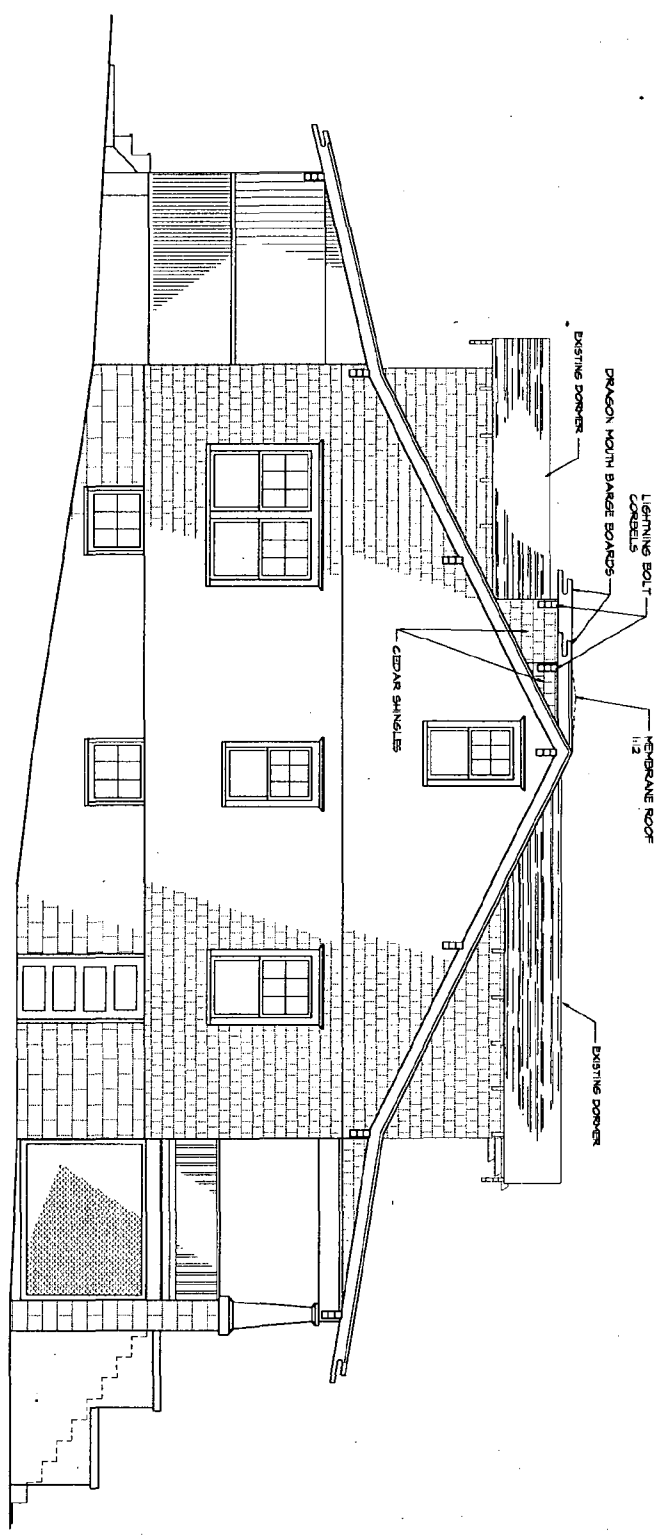 EXISTING DORMER
DRAGON MOUTH BARGE BOARDS
LIGHTNING BOLT
CORBELS
MEMBRANE ROOF
1:12
CEDAR SHINGLES
EXISTING DORMER